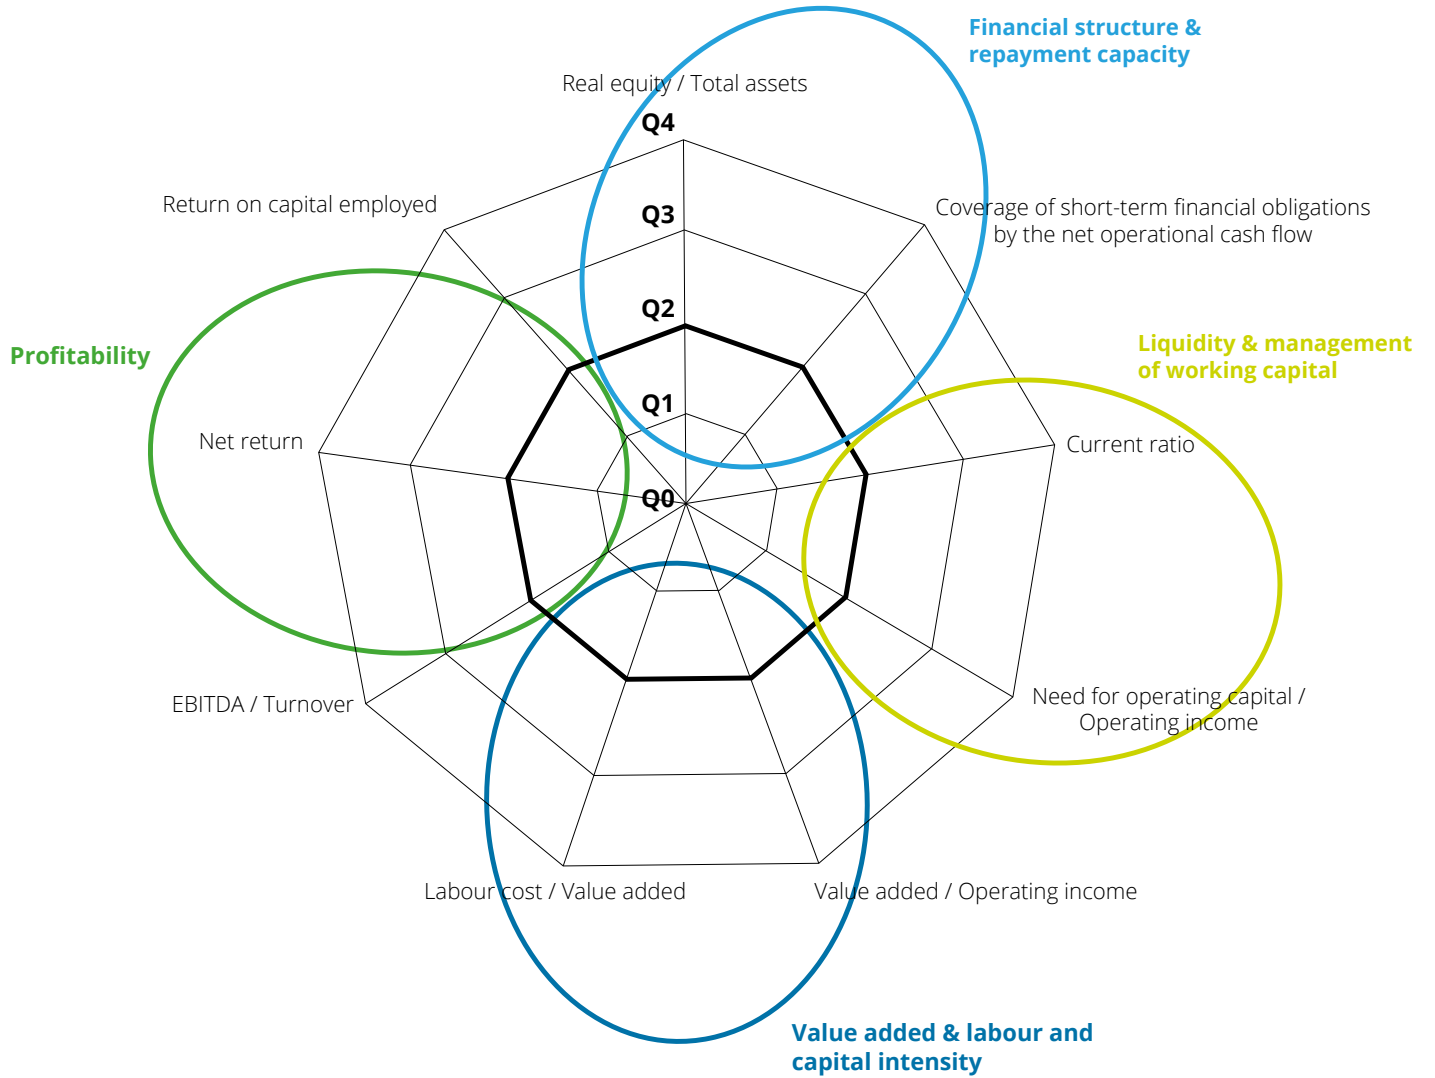 Financial structure &
repayment capacity
Real equity / Total assets
Q4
Return on capital employed
Coverage of short-term financial obligations
by the net operational cash flow
Q3
Q2
Profitability
Liquidity & management
of working capital
Q1
Net return
Current ratio
Q0
EBITDA / Turnover
Need for operating capital /
Operating income
Labour cost / Value added
Value added / Operating income
Value added & labour and
capital intensity